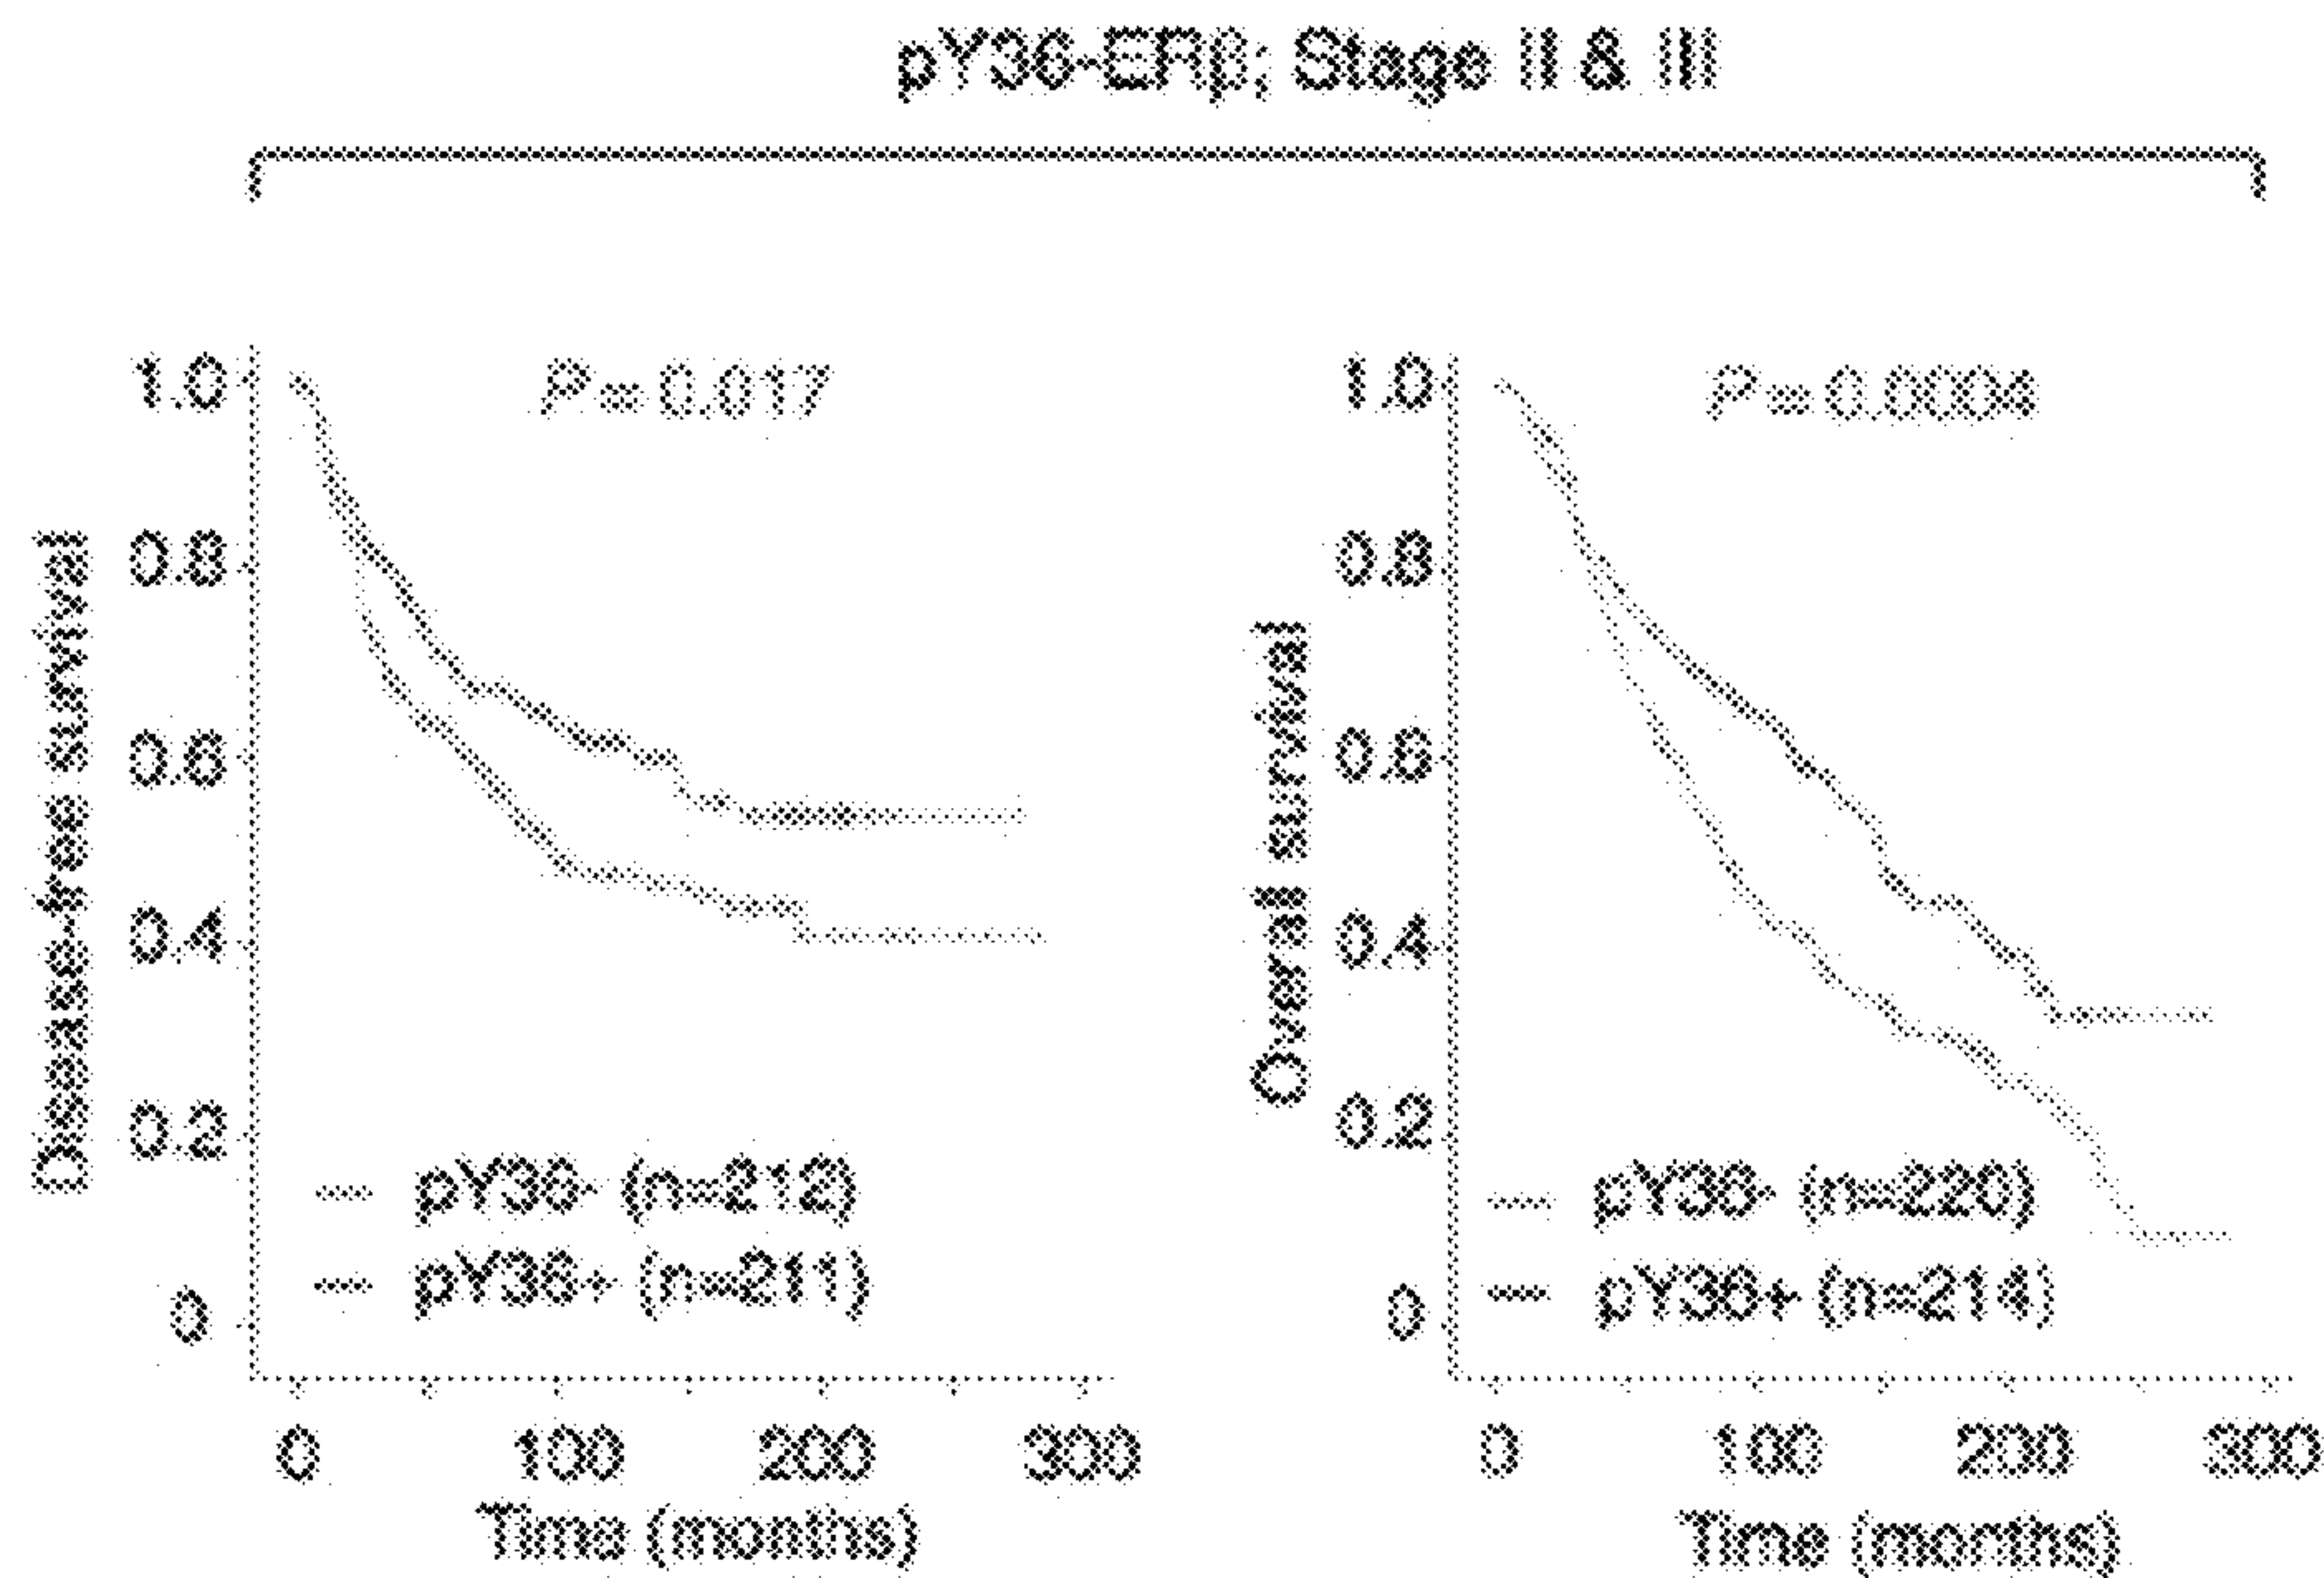 pY36-ERβ; Stage II & III
P = 0.017
Disease-free survival
1.0
0.8
0.6
0.4
0.2
0
pY36- (n=212)
pY36+ (n=211)
0 100 200 300
Time (months)
P = 0.0004
Overall survival
1.0
0.8
0.6
0.4
0.2
0
pY36- (n=220)
pY36+ (n=214)
0 100 200 300
Time (months)